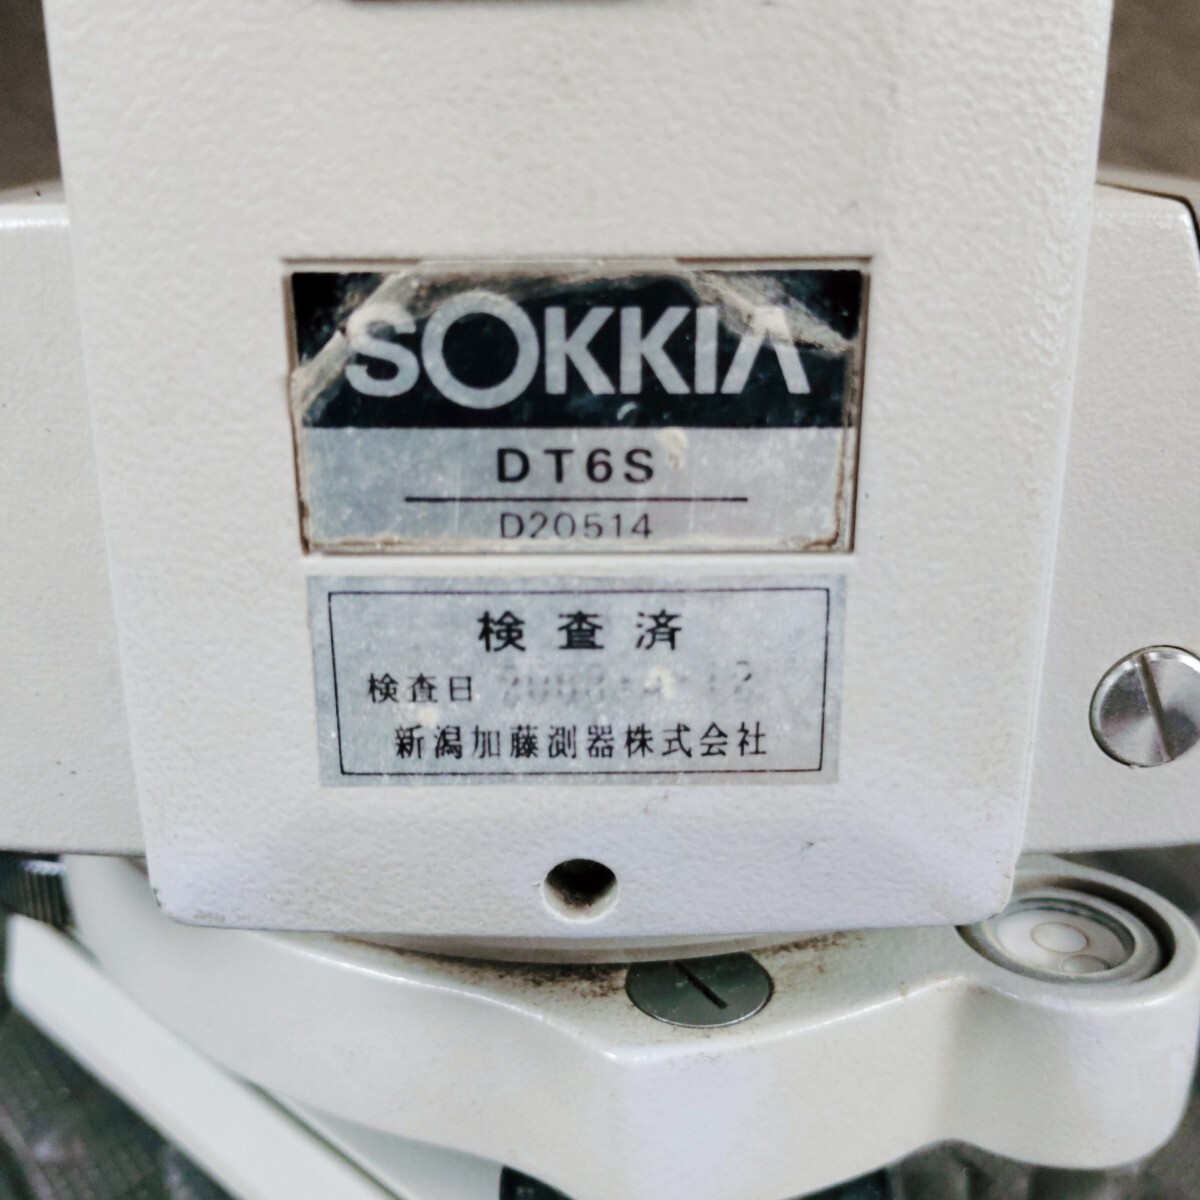 SOKKIA
DT6S
D20514
検査済
検査日
新潟加藤測器株式会社